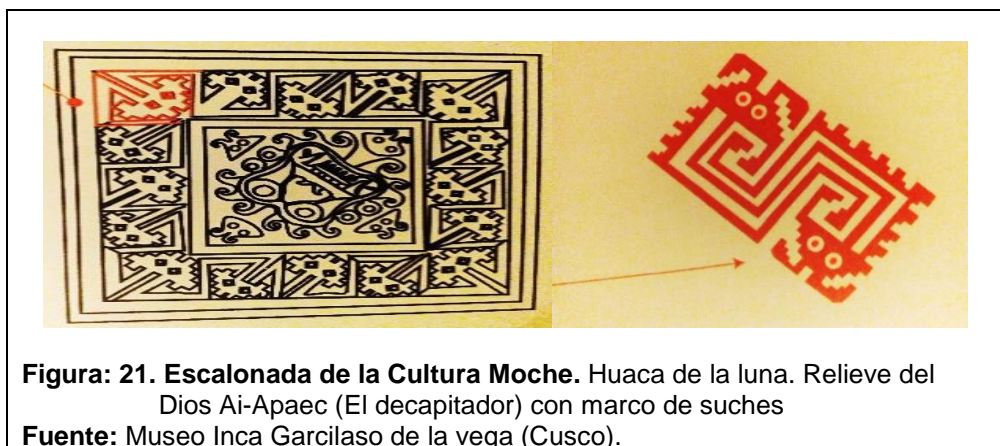 Figura: 21. Escalonada de la Cultura Moche. Huaca de la luna. Relieve del
Dios Ai-Apaec (El decapitador) con marco de suches
Fuente: Museo Inca Garcilaso de la vega (Cusco).